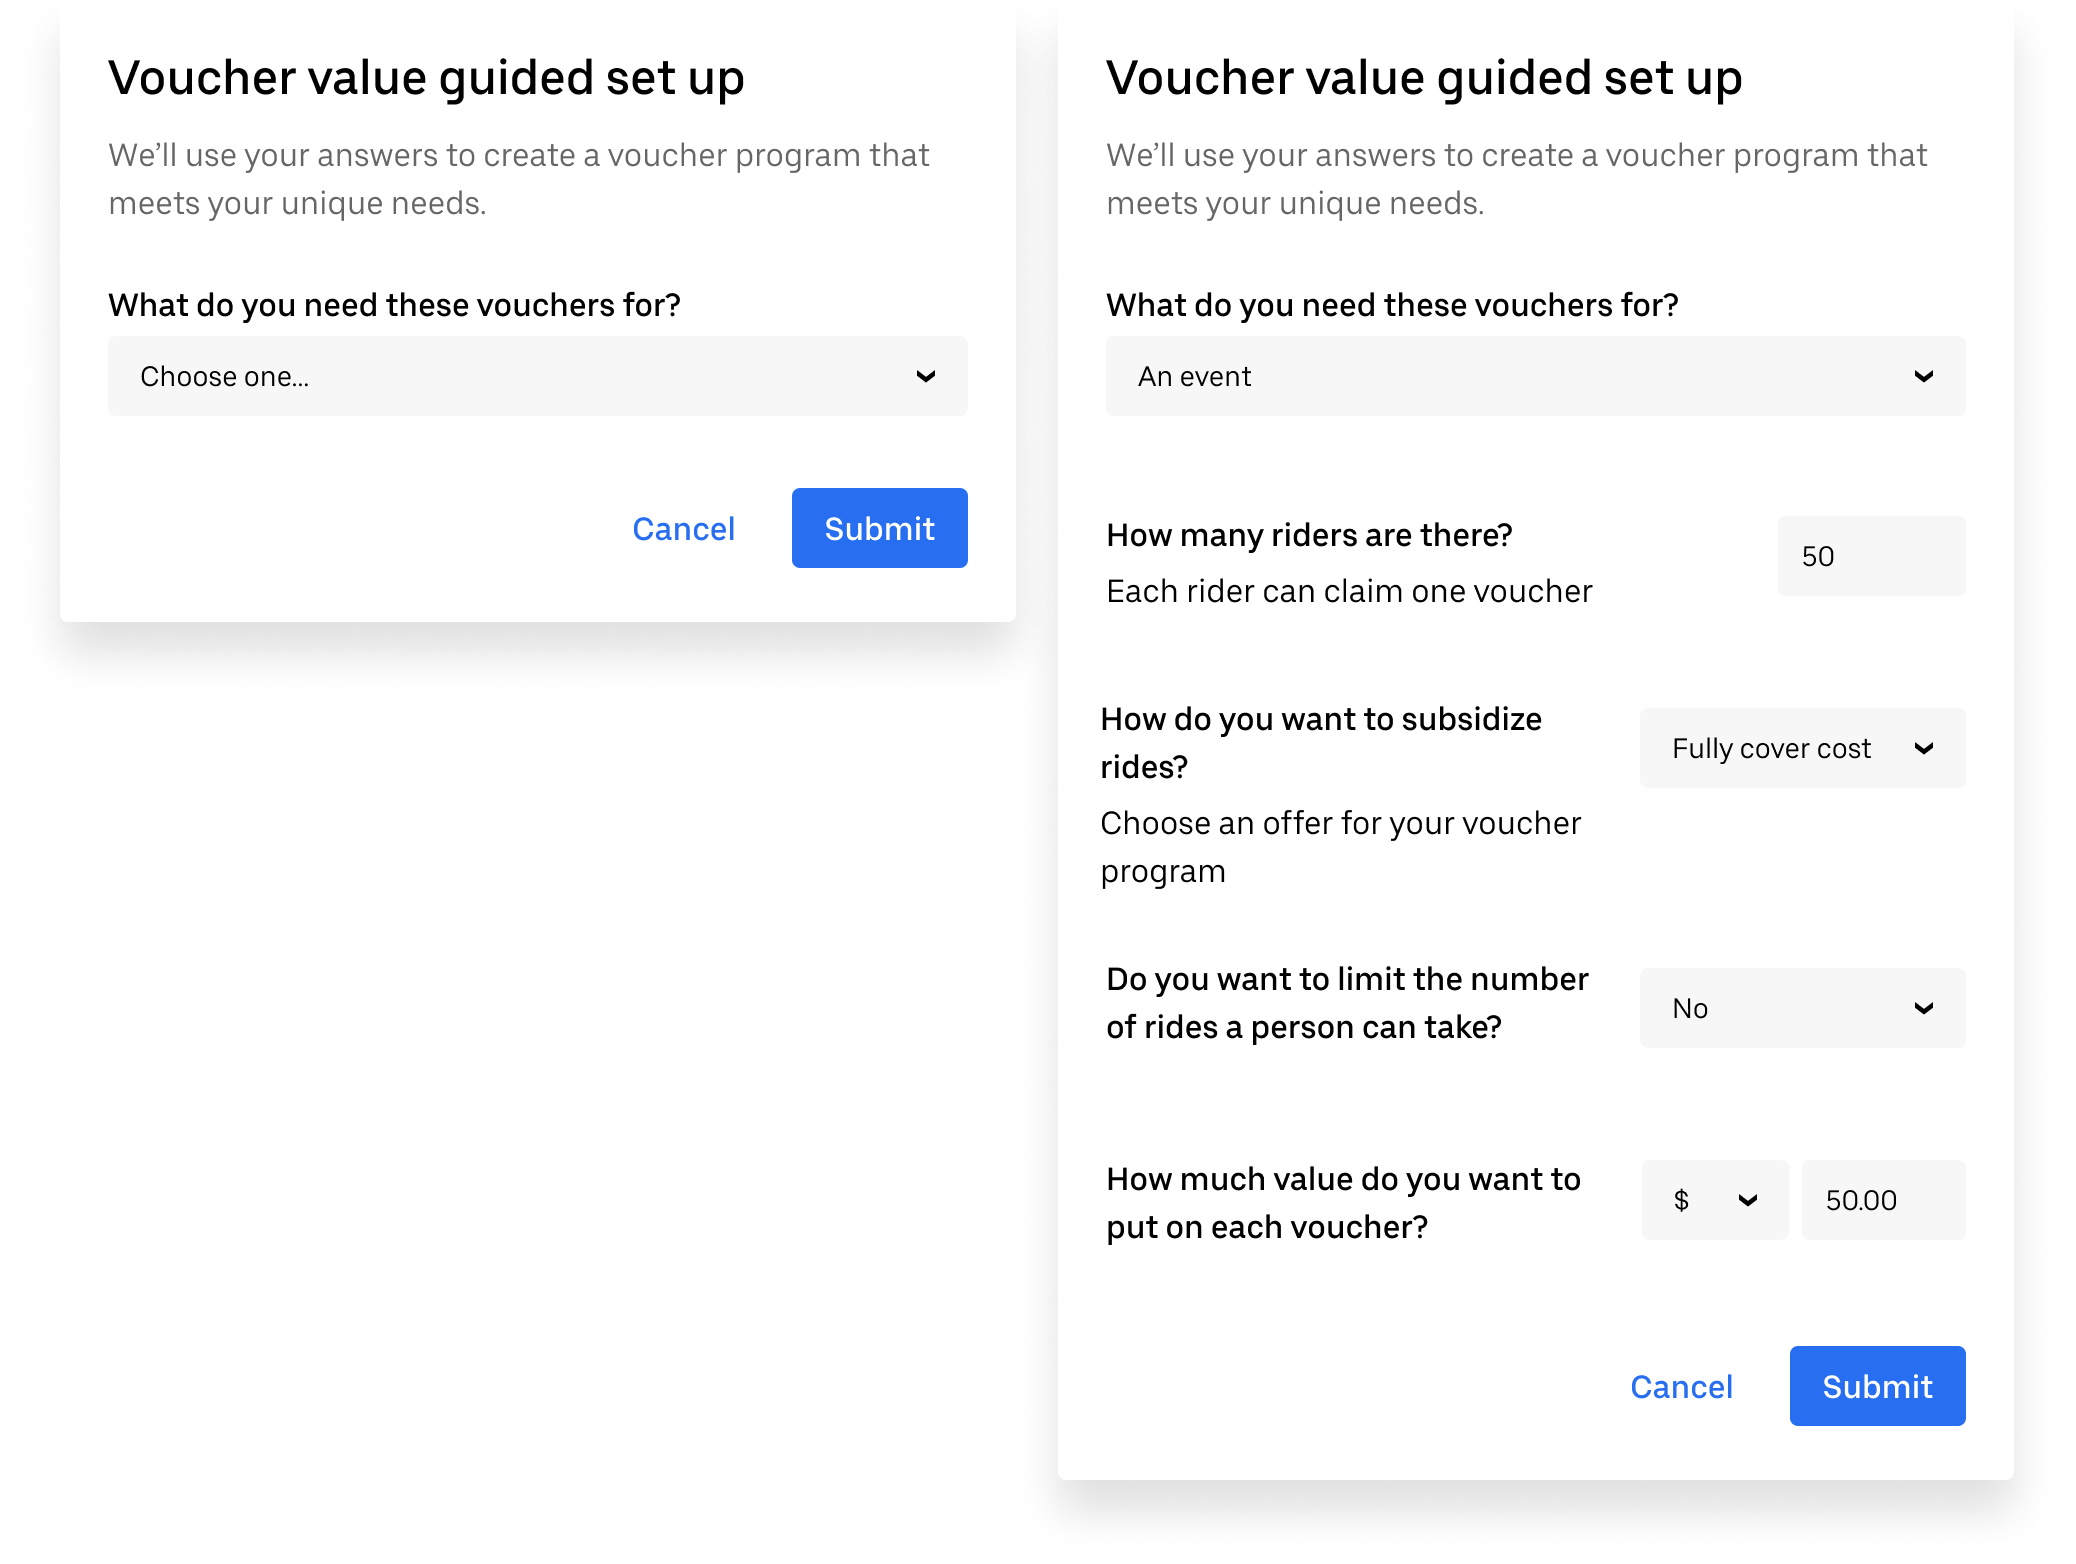 Voucher value guided set up
We’ll use your answers to create a voucher program that
meets your unique needs.
What do you need these vouchers for?
Choose one...
Cancel
Submit
Voucher value guided set up
We’ll use your answers to create a voucher program that
meets your unique needs.
What do you need these vouchers for?
An event
How many riders are there?
50
Each rider can claim one voucher
How do you want to subsidize
rides?
Fully cover cost
Choose an offer for your voucher
program
Do you want to limit the number
of rides a person can take?
No
How much value do you want to
put on each voucher?
$
50.00
Cancel
Submit